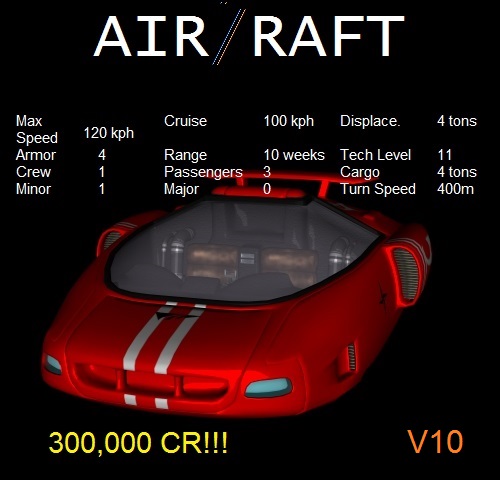 AIR/RAFT
Max Speed 120 kph Cruise 100 kph Displace. 4 tons
Armor 4 Range 10 weeks Tech Level 11
Crew 1 Passengers 3 Cargo 4 tons
Minor 1 Major 0 Turn Speed 400m
300,000 CR!!! V10